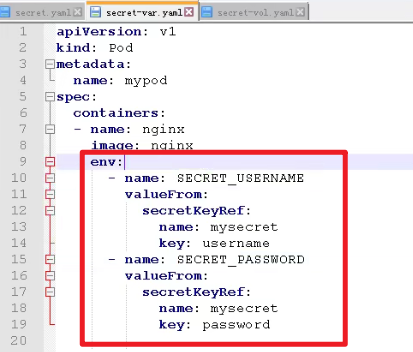 secret.yaml secret-var.yaml secret-vol.yaml
1 apiVersion: v1
2 kind: Pod
3 metadata:
4 name: mypod
5 spec:
6 containers:
7 - name: nginx
8 image: nginx
9 env:
10 - name: SECRET_USERNAME
11 valueFrom:
12 secretKeyRef:
13 name: mysecret
14 key: username
15 - name: SECRET_PASSWORD
16 valueFrom:
17 secretKeyRef:
18 name: mysecret
19 key: password
20